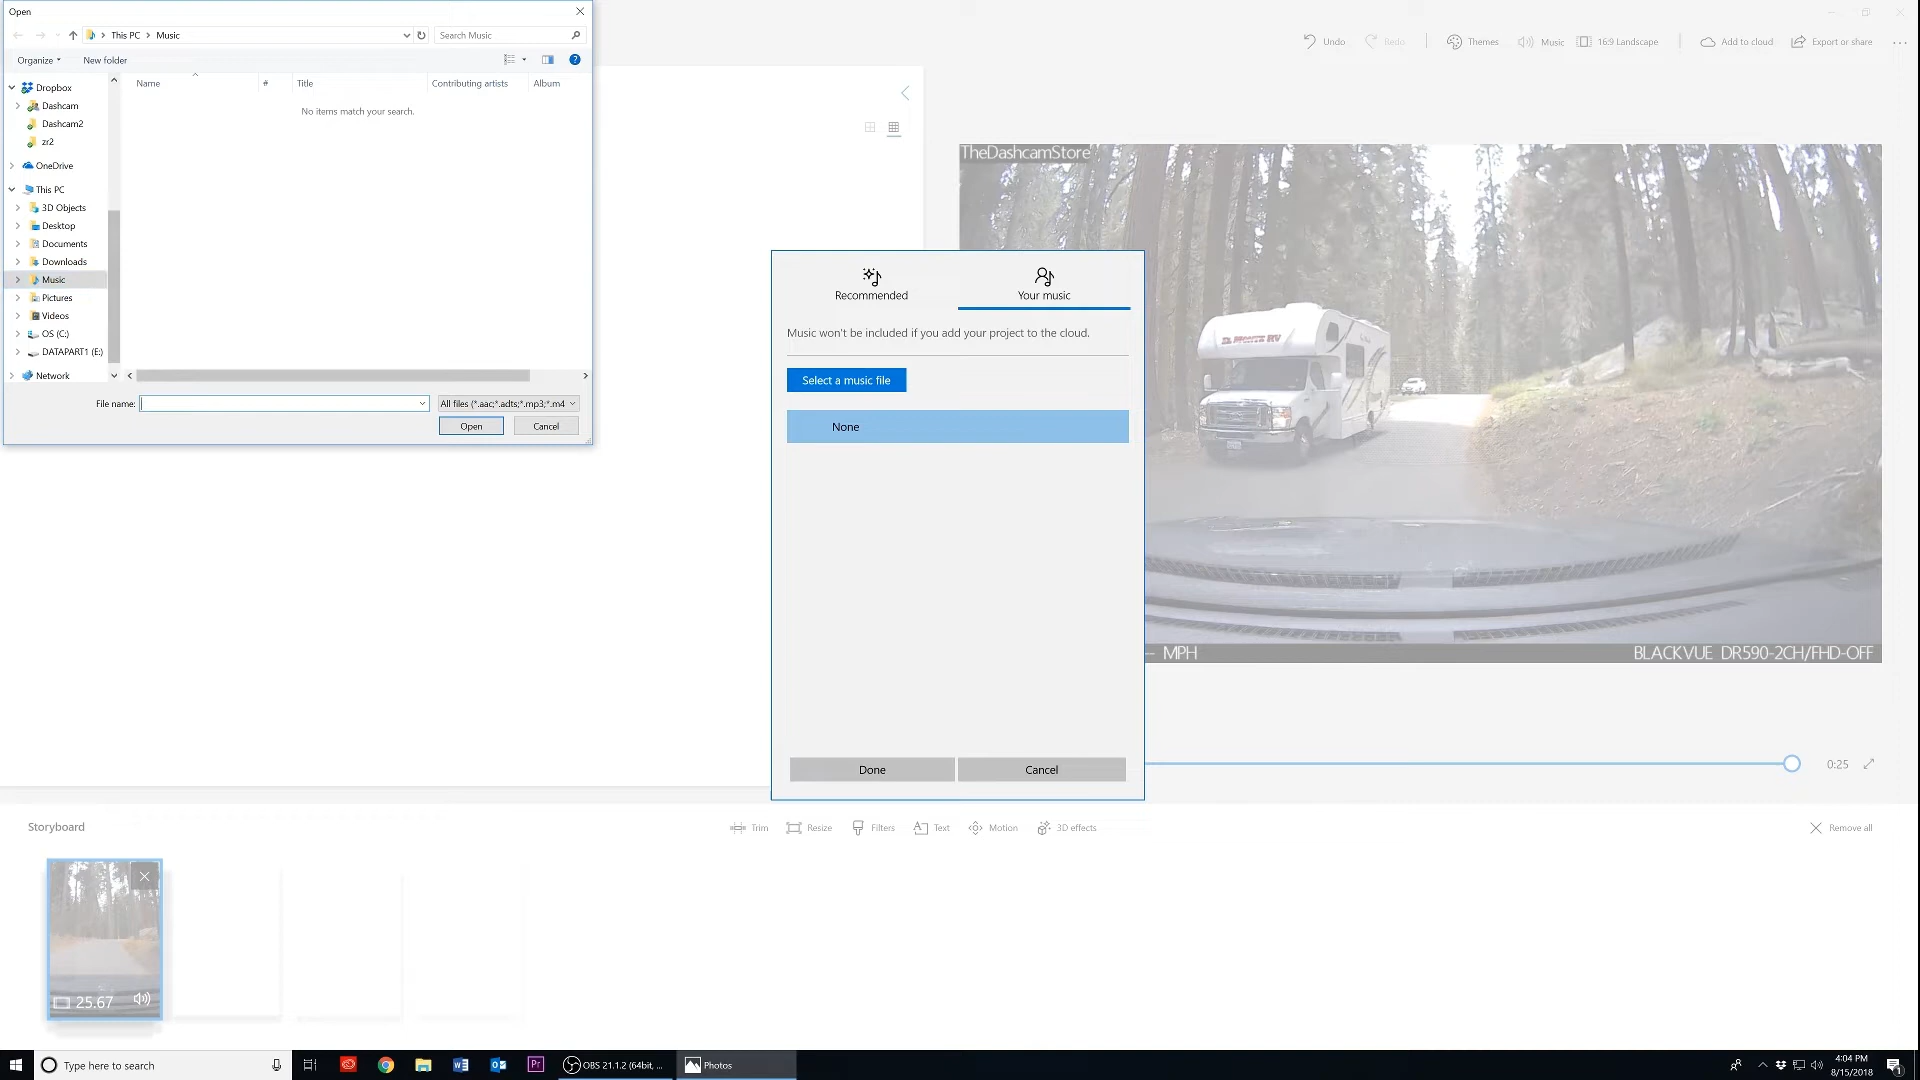 Open
This PC > Music
Search Music
Organize
New folder
?
Name
#
Title
Contributing artists
Album
No items match your search.
Dropbox
Dashcam
Dashcam2
zr2
OneDrive
This PC
3D Objects
Desktop
Documents
Downloads
Music
Pictures
Videos
OS (C:)
DATAPART1 (E:)
Network
File name:
All files (*.aac;*.adts;*.mp3;*.m4
Open
Cancel
Undo
Redo
Themes
Music
16:9 Landscape
Add to cloud
Export or share
TheDashcamStore
-- MPH
BLACKVUE DR590-2CH/FHD-OFF
Recommended
Your music
Music won't be included if you add your project to the cloud.
Select a music file
None
Done
Cancel
0:25
Storyboard
Trim
Resize
Filters
Text
Motion
3D effects
Remove all
25.67
Type here to search
Pr
OBS 21.1.2 (64bit, ...
Photos
4:04 PM
8/15/2018
1